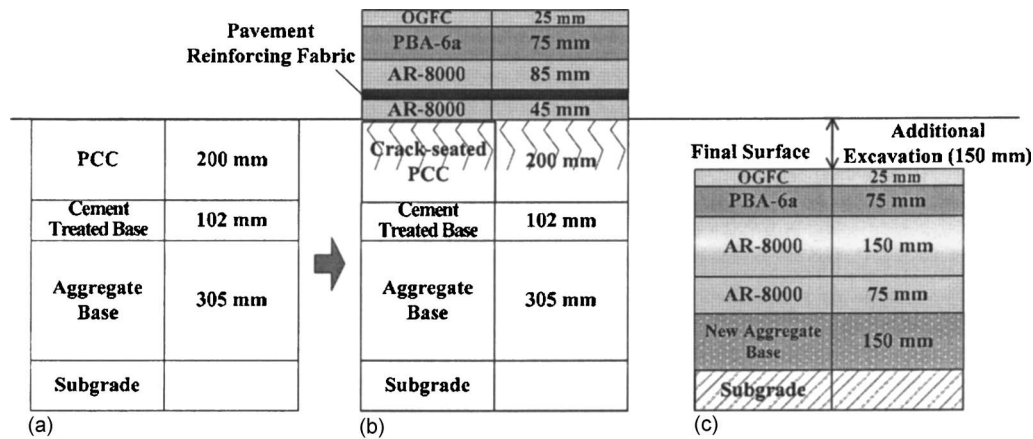 Pavement
Reinforcing Fabric
OGFC 25 mm
PBA-6a 75 mm
AR-8000 85 mm
AR-8000 45 mm
PCC 200 mm
Cement
Treated Base 102 mm
Aggregate
Base 305 mm
Subgrade
(a)
Crack-seated
PCC 200 mm
Cement
Treated Base 102 mm
Aggregate
Base 305 mm
Subgrade
(b)
Final Surface
Additional
Excavation (150 mm)
OGFC 25 mm
PBA-6a 75 mm
AR-8000 150 mm
AR-8000 75 mm
New Aggregate
Base 150 mm
Subgrade
(c)